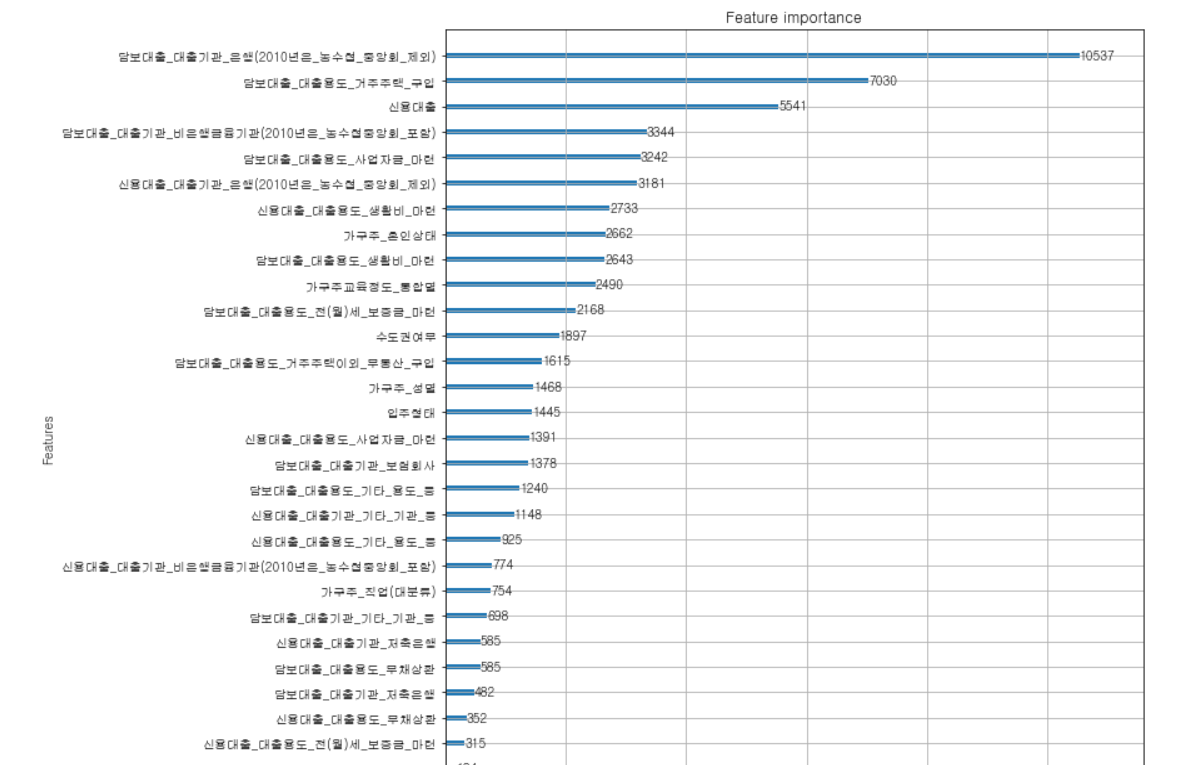 Feature importance
담보대출_대출기관_은행(2010년은_농수협_중앙회_제외) 10537
담보대출_대출용도_거주주택_구입 7030
신용대출 5541
담보대출_대출기관_비은행금융기관(2010년은_농수협중앙회_포함) 3344
담보대출_대출용도_사업자금_마련 3242
신용대출_대출기관_은행(2010년은_농수협_중앙회_제외) 3181
신용대출_대출용도_생활비_마련 2733
가구주_혼인상태 2662
담보대출_대출용도_생활비_마련 2643
가구주교육정도_통합별 2490
담보대출_대출용도_전(월)세_보증금_마련 2168
수도권여부 1897
담보대출_대출용도_거주주택이외_부동산_구입 1615
가구주_성별 1468
입주형태 1445
Features
신용대출_대출용도_사업자금_마련 1391
담보대출_대출기관_보험회사 1378
담보대출_대출용도_기타_용도_등 1240
신용대출_대출기관_기타_기관_등 1148
신용대출_대출용도_기타_용도_등 925
신용대출_대출기관_비은행금융기관(2010년은_농수협중앙회_포함) 774
가구주_직업(대분류) 754
담보대출_대출기관_기타_기관_등 698
신용대출_대출기관_저축은행 585
담보대출_대출용도_부채상환 585
담보대출_대출기관_저축은행 482
신용대출_대출용도_부채상환 352
신용대출_대출용도_전(월)세_보증금_마련 315